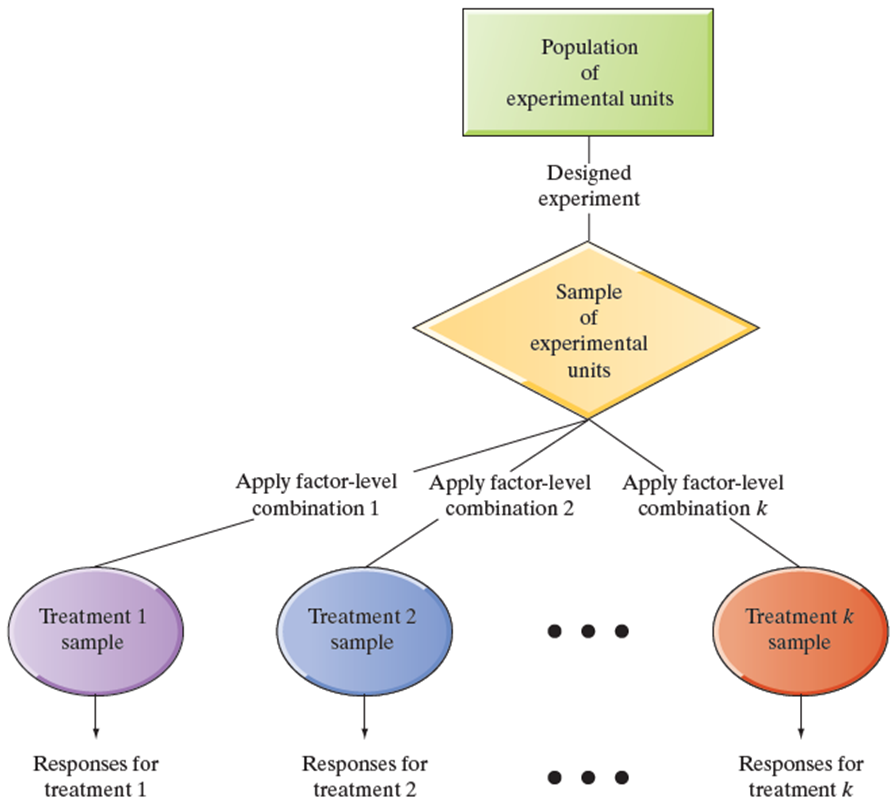 Population
of
experimental units
Designed
experiment
Sample
of
experimental
units
Apply factor-level
combination 1
Apply factor-level
combination 2
Apply factor-level
combination k
Treatment 1
sample
Treatment 2
sample
Treatment k
sample
Responses for
treatment 1
Responses for
treatment 2
Responses for
treatment k